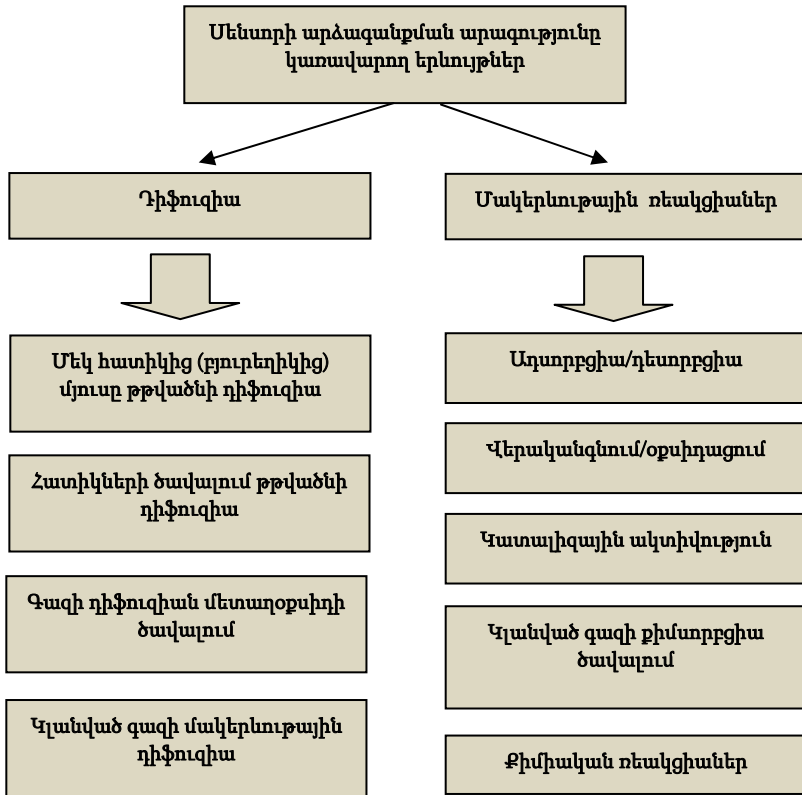 Սենսորի արձագանքման արագությունը
կառավարող երևույթներ
Դիֆուզիա
Մեկ հատիկից (բյուրեղիկից)
մյուսը թթվածնի դիֆուզիա
Հատիկների ծավալում թթվածնի
դիֆուզիա
Գազի դիֆուզիան մետաղօքսիդի
ծավալում
Կլանված գազի մակերևութային
դիֆուզիա
Մակերևութային ռեակցիաներ
Ադսորբցիա/դեսորբցիա
Վերականգնում/օքսիդացում
Կատալիզային ակտիվություն
Կլանված գազի քիմսորբցիա
ծավալում
Քիմիական ռեակցիաներ